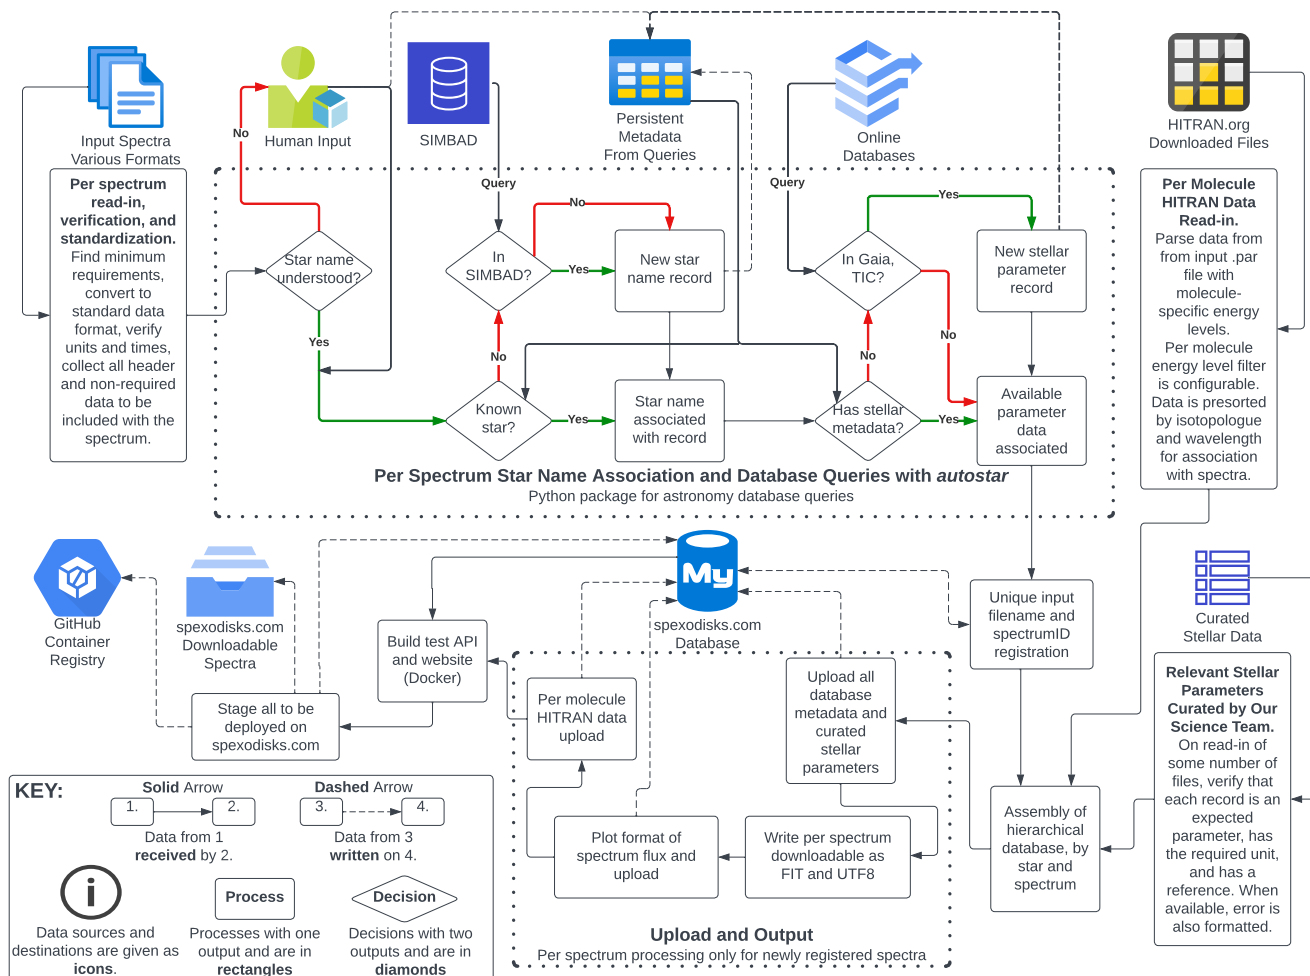 Input Spectra
Various Formats
Human Input
SIMBAD
Persistent
Metadata
From Queries
Online
Databases
HITRAN.org
Downloaded Files
No
Query
Query
Per spectrum
read-in,
verification, and
standardization.
Find minimum
requirements,
convert to
standard data
format, verify
units and times,
collect all header
and non-required
data to be
included with the
spectrum.
Star name
understood?
Yes
In
SIMBAD?
No
Yes
New star
name record
No
Known
star?
Yes
Star name
associated
with record
In Gaia,
TIC?
Yes
No
New stellar
parameter
record
No
Has stellar
metadata?
Yes
Available
parameter
data
associated
Per Spectrum Star Name Association and Database Queries with autostar
Python package for astronomy database queries
Per Molecule
HITRAN Data
Read-in.
Parse data from
from input .par
file with
molecule-
specific energy
levels.
Per molecule
energy level filter
is configurable.
Data is presorted
by isotopologue
and wavelength
for association
with spectra.
GitHub
Container
Registry
spexodisks.com
Downloadable
Spectra
My
spexodisks.com
Database
Build test API
and website
(Docker)
Stage all to be
deployed on
spexodisks.com
Unique input
filename and
spectrumID
registration
Curated
Stellar Data
Per molecule
HITRAN data
upload
Upload all
database
metadata and
curated
stellar
parameters
Plot format of
spectrum flux and
upload
Write per spectrum
downloadable as
FIT and UTF8
Upload and Output
Per spectrum processing only for newly registered spectra
Assembly of
hierarchical
database, by
star and
spectrum
Relevant Stellar
Parameters
Curated by Our
Science Team.
On read-in of
some number of
files, verify that
each record is an
expected
parameter, has
the required unit,
and has a
reference. When
available, error is
also formatted.
KEY:
Solid Arrow
1.
2.
Data from 1
received by 2.
Dashed Arrow
3.
4.
Data from 3
written on 4.
i
Data sources and
destinations are given as
icons.
Process
Processes with one
output and are in
rectangles
Decision
Decisions with two
outputs and are in
diamonds